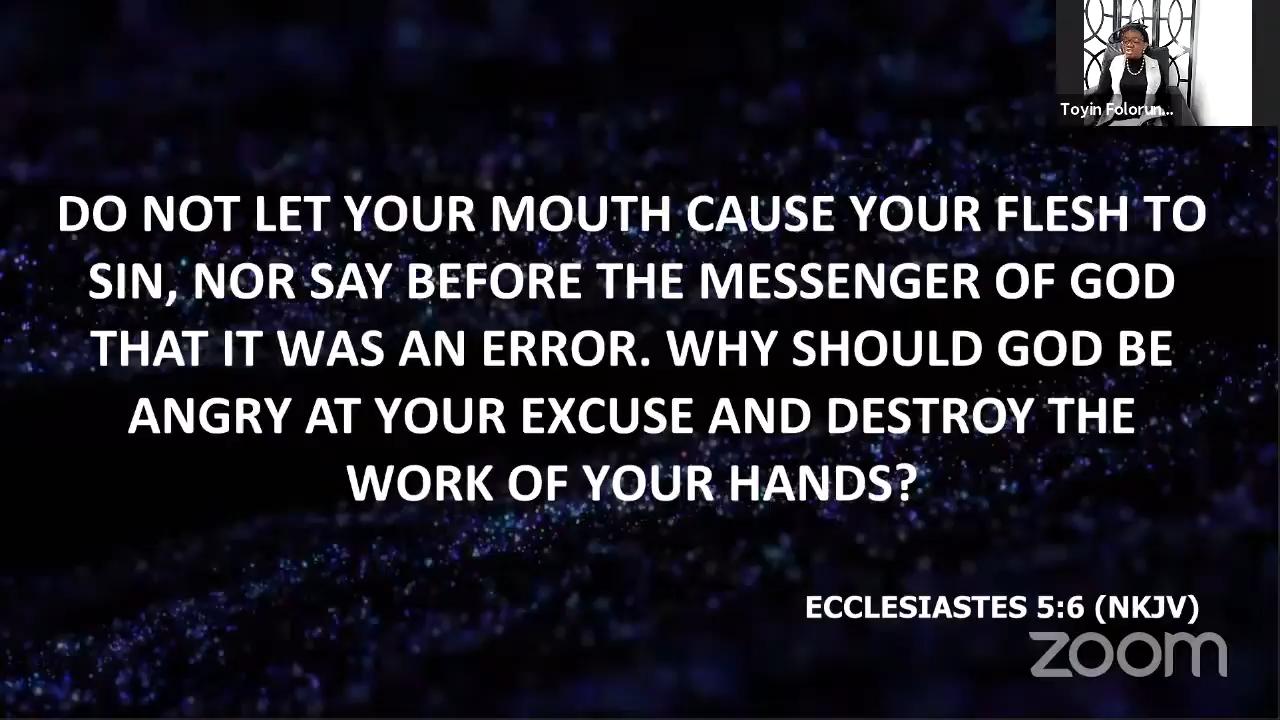 Toyin Folorun...
DO NOT LET YOUR MOUTH CAUSE YOUR FLESH TO
SIN, NOR SAY BEFORE THE MESSENGER OF GOD
THAT IT WAS AN ERROR. WHY SHOULD GOD BE
ANGRY AT YOUR EXCUSE AND DESTROY THE
WORK OF YOUR HANDS?
ECCLESIASTES 5:6 (NKJV)
zoom